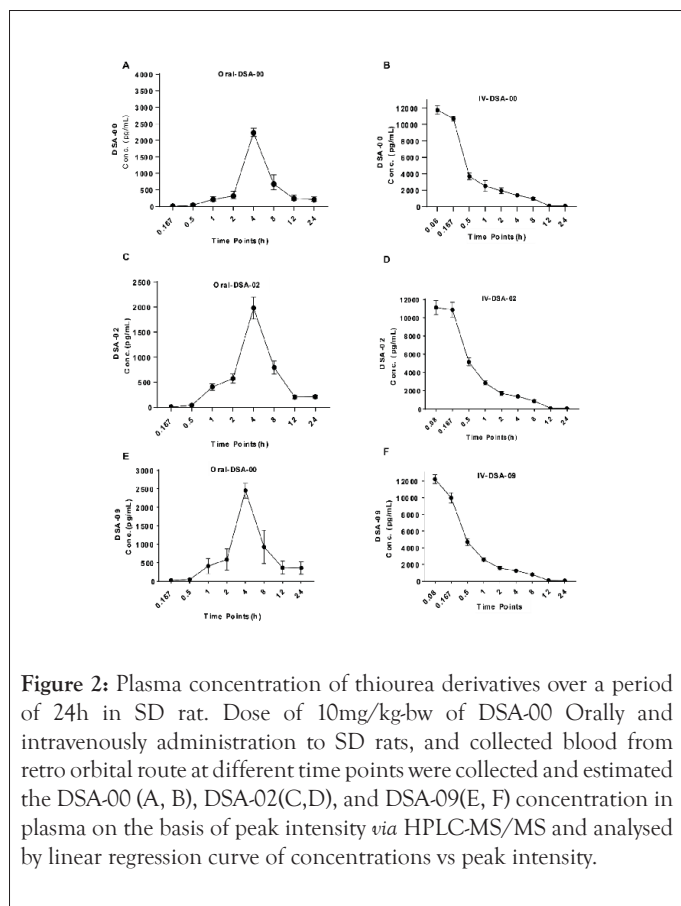 A
Oral-DSA-00
DSA-00
Conc. (pg/mL)
4000
3500
3000
2500
2000
1500
1000
500
0
0.167
0.5
1
2
4
8
12
24
Time Points(h)
B
IV-DSA-00
DSA-00
Conc. (pg/mL)
12000
10000
8000
6000
4000
2000
0
0.08
0.167
0.5
1
2
4
8
12
24
Time Points (h)
C
Oral-DSA-02
DSA-02
Conc.(pg/mL)
2500
2000
1500
1000
500
0
0.167
0.5
1
2
4
8
12
24
Time Points (h)
D
IV-DSA-02
DSA-02
Conc. (pg/mL)
12000
10000
8000
6000
4000
2000
0
0.08
0.167
0.5
1
2
4
8
12
24
Time Points (h)
E
Oral-DSA-00
DSA-09
Conc. (pg/mL)
3000
2500
2000
1500
1000
500
0
0.167
0.5
1
2
4
8
12
24
Time Points (h)
F
IV-DSA-09
DSA-09
Conc. (pg/mL)
12000
10000
8000
6000
4000
2000
0
0.08
0.167
0.5
1
2
4
8
12
24
Time Points
Figure 2: Plasma concentration of thiourea derivatives over a period
of 24h in SD rat. Dose of 10mg/kg-bw of DSA-00 Orally and
intravenously administration to SD rats, and collected blood from
retro orbital route at different time points were collected and estimated
the DSA-00 (A, B), DSA-02(C,D), and DSA-09(E, F) concentration in
plasma on the basis of peak intensity via HPLC-MS/MS and analysed
by linear regression curve of concentrations vs peak intensity.